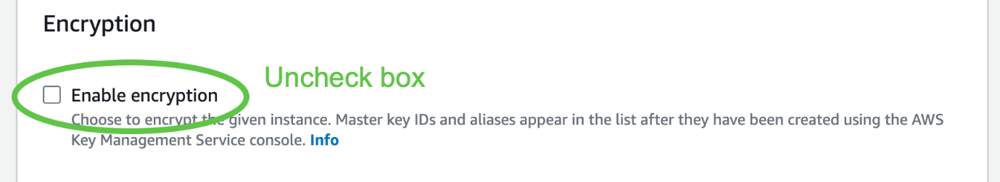 Encryption
Uncheck box
Enable encryption
Choose to encrypt the given instance. Master key IDs and aliases appear in the list after they have been created using the AWS
Key Management Service console. Info